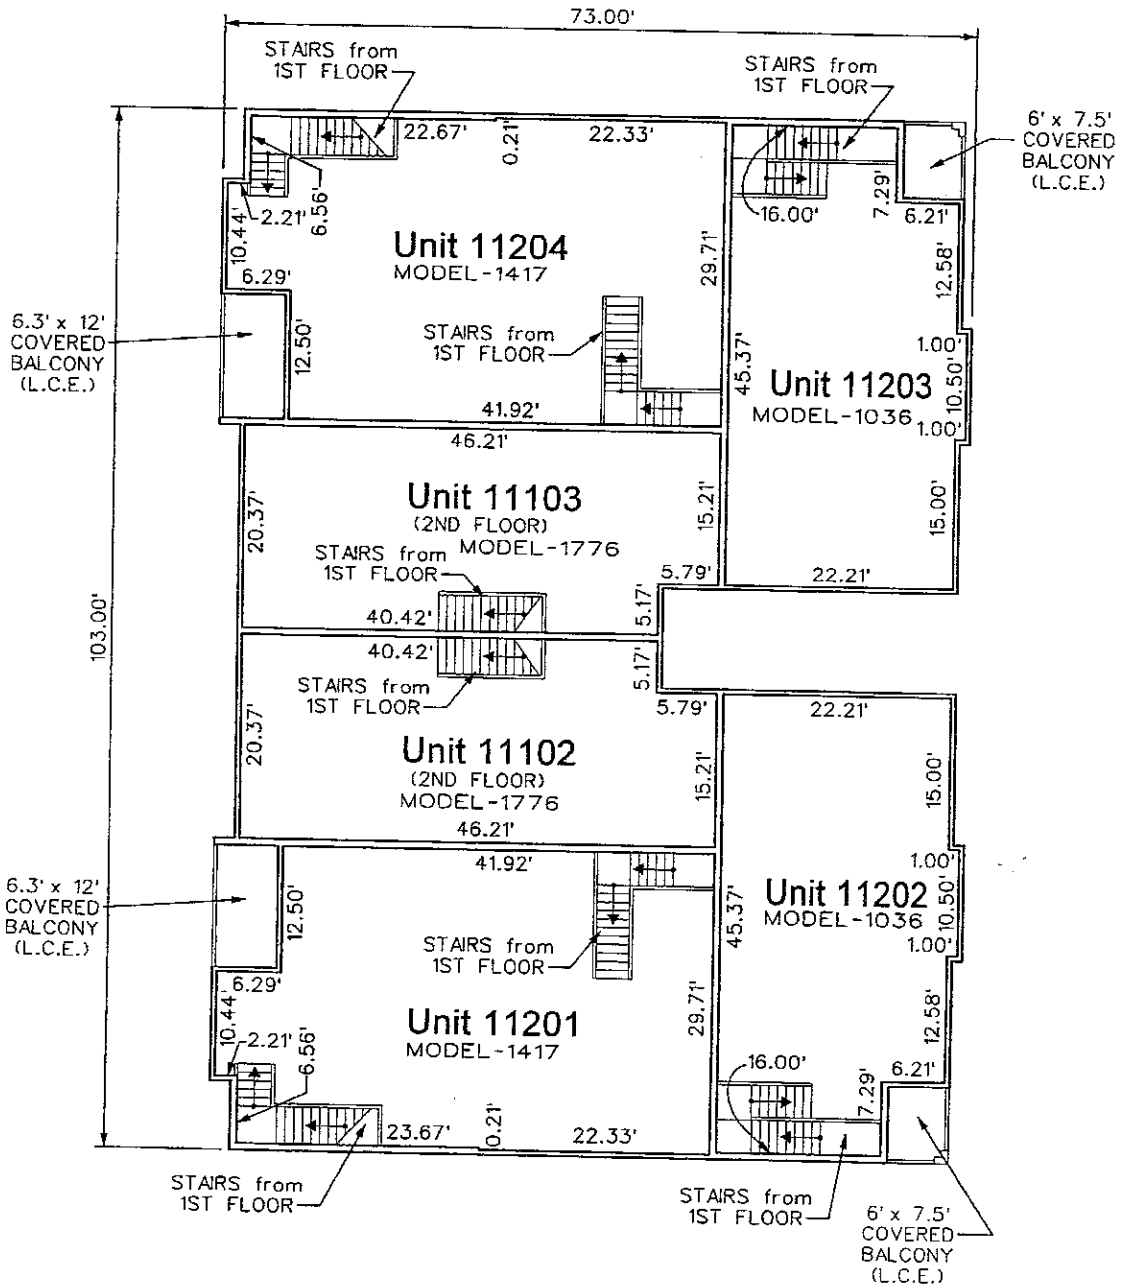 73.00'
STAIRS from
1ST FLOOR
STAIRS from
1ST FLOOR
6' x 7.5'
COVERED
BALCONY
(L.C.E.)
22.67'
0.21'
22.33'
6.56'
2.21'
10.44'
6.29'
16.00'
7.29'
6.21'
Unit 11204
MODEL-1417
29.71'
12.58'
6.3' x 12'
COVERED
BALCONY
(L.C.E.)
12.50'
STAIRS from
1ST FLOOR
45.37'
1.00'
Unit 11203
MODEL-1036
10.50'
1.00'
41.92'
46.21'
Unit 11103
(2ND FLOOR)
MODEL-1776
20.37'
15.21'
15.00'
STAIRS from
1ST FLOOR
5.79'
22.21'
5.17'
40.42'
103.00'
40.42'
5.17'
STAIRS from
1ST FLOOR
5.79'
22.21'
20.37'
Unit 11102
(2ND FLOOR)
MODEL-1776
15.21'
15.00'
46.21'
41.92'
6.3' x 12'
COVERED
BALCONY
(L.C.E.)
12.50'
1.00'
Unit 11202
MODEL-1036
10.50'
1.00'
45.37'
STAIRS from
1ST FLOOR
6.29'
10.44'
Unit 11201
MODEL-1417
29.71'
12.58'
2.21'
6.56'
16.00'
7.29'
6.21'
23.67'
0.21'
22.33'
STAIRS from
1ST FLOOR
STAIRS from
1ST FLOOR
6' x 7.5'
COVERED
BALCONY
(L.C.E.)